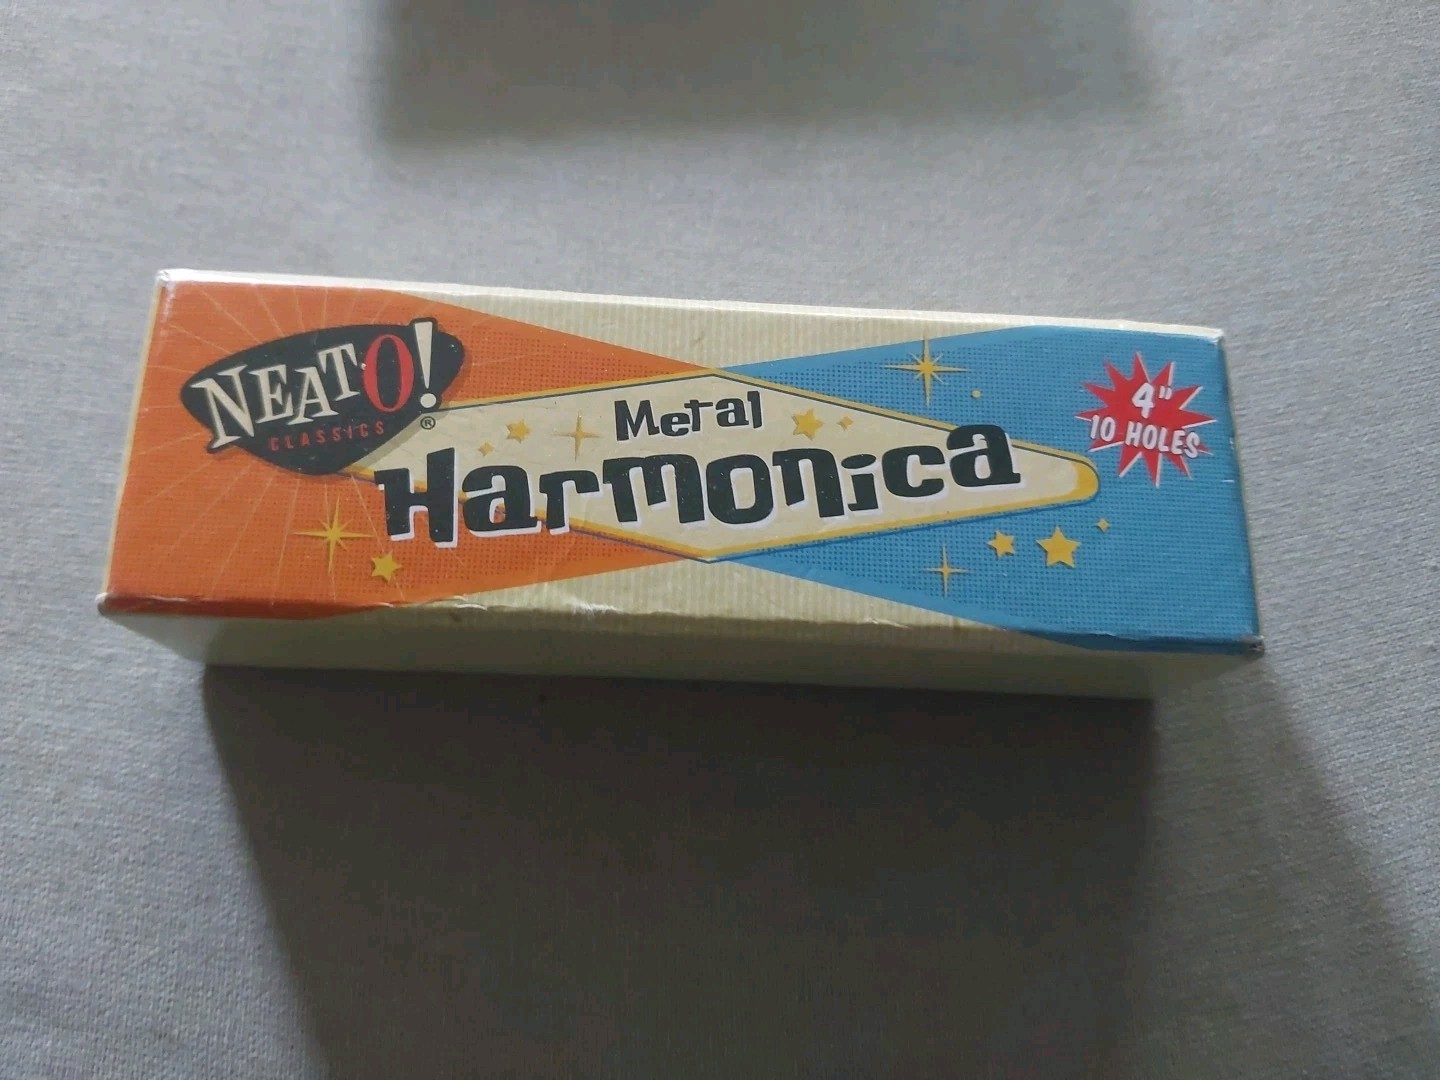 NEATO!
CLASSICS
®
Metal
Harmonica
4"
10 HOLES